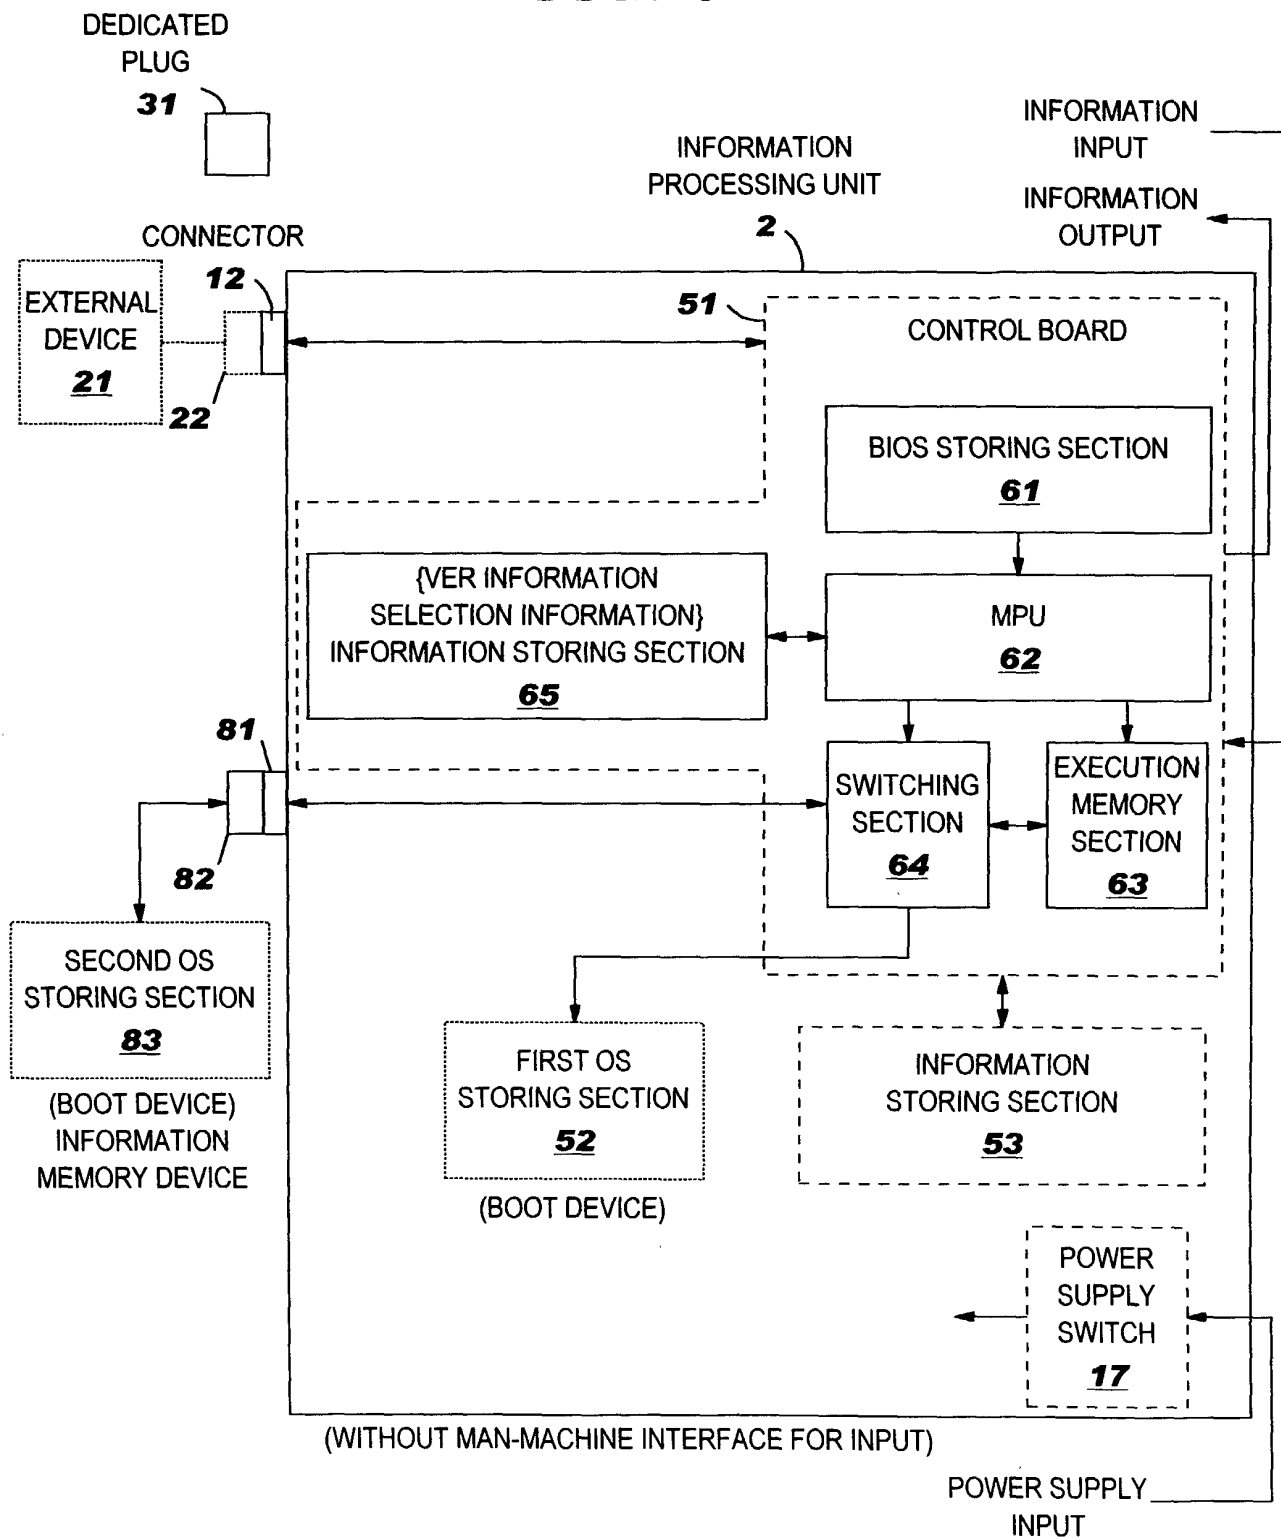 DEDICATED
PLUG
31
INFORMATION
INPUT
INFORMATION
PROCESSING UNIT
2
INFORMATION
OUTPUT
CONNECTOR
12
EXTERNAL
DEVICE
21
22
51
CONTROL BOARD
BIOS STORING SECTION
61
{VER INFORMATION
SELECTION INFORMATION}
INFORMATION STORING SECTION
65
MPU
62
81
82
SWITCHING
SECTION
64
EXECUTION
MEMORY
SECTION
63
SECOND OS
STORING SECTION
83
(BOOT DEVICE)
INFORMATION
MEMORY DEVICE
FIRST OS
STORING SECTION
52
(BOOT DEVICE)
INFORMATION
STORING SECTION
53
POWER
SUPPLY
SWITCH
17
(WITHOUT MAN-MACHINE INTERFACE FOR INPUT)
POWER SUPPLY
INPUT